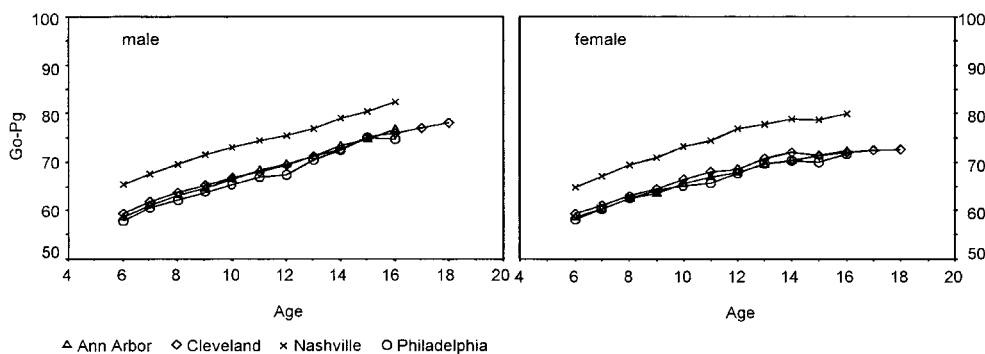 100 100
male female
90 90
80 80
Go-Pg
70 70
60 60
50 50
4 6 8 10 12 14 16 18 20 4 6 8 10 12 14 16 18 20
Age Age
Ann Arbor Cleveland Nashville Philadelphia